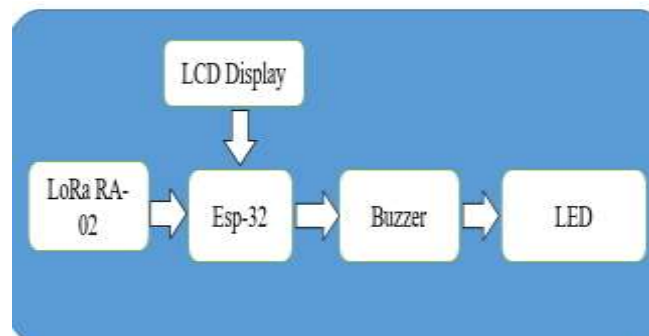 LCD Display
LoRa RA-
02
Esp-32
Buzzer
LED